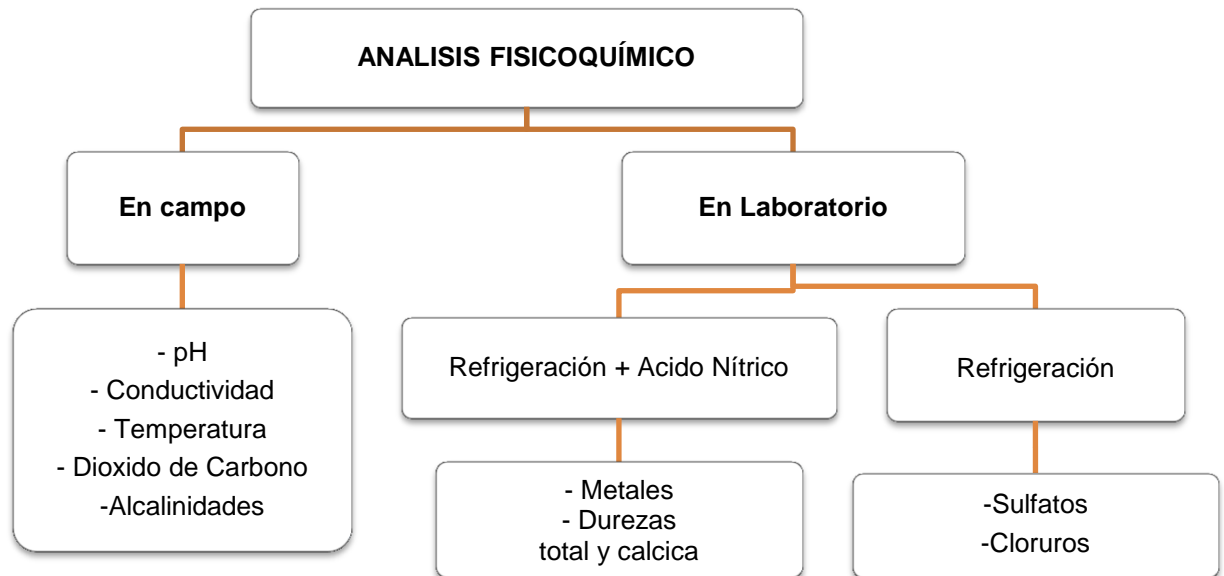 ANALISIS FISICOQUÍMICO
En campo
En Laboratorio
- pH
- Conductividad
- Temperatura
- Dioxido de Carbono
-Alcalinidades
Refrigeración + Acido Nítrico
Refrigeración
- Metales
- Durezas
total y calcica
-Sulfatos
-Cloruros